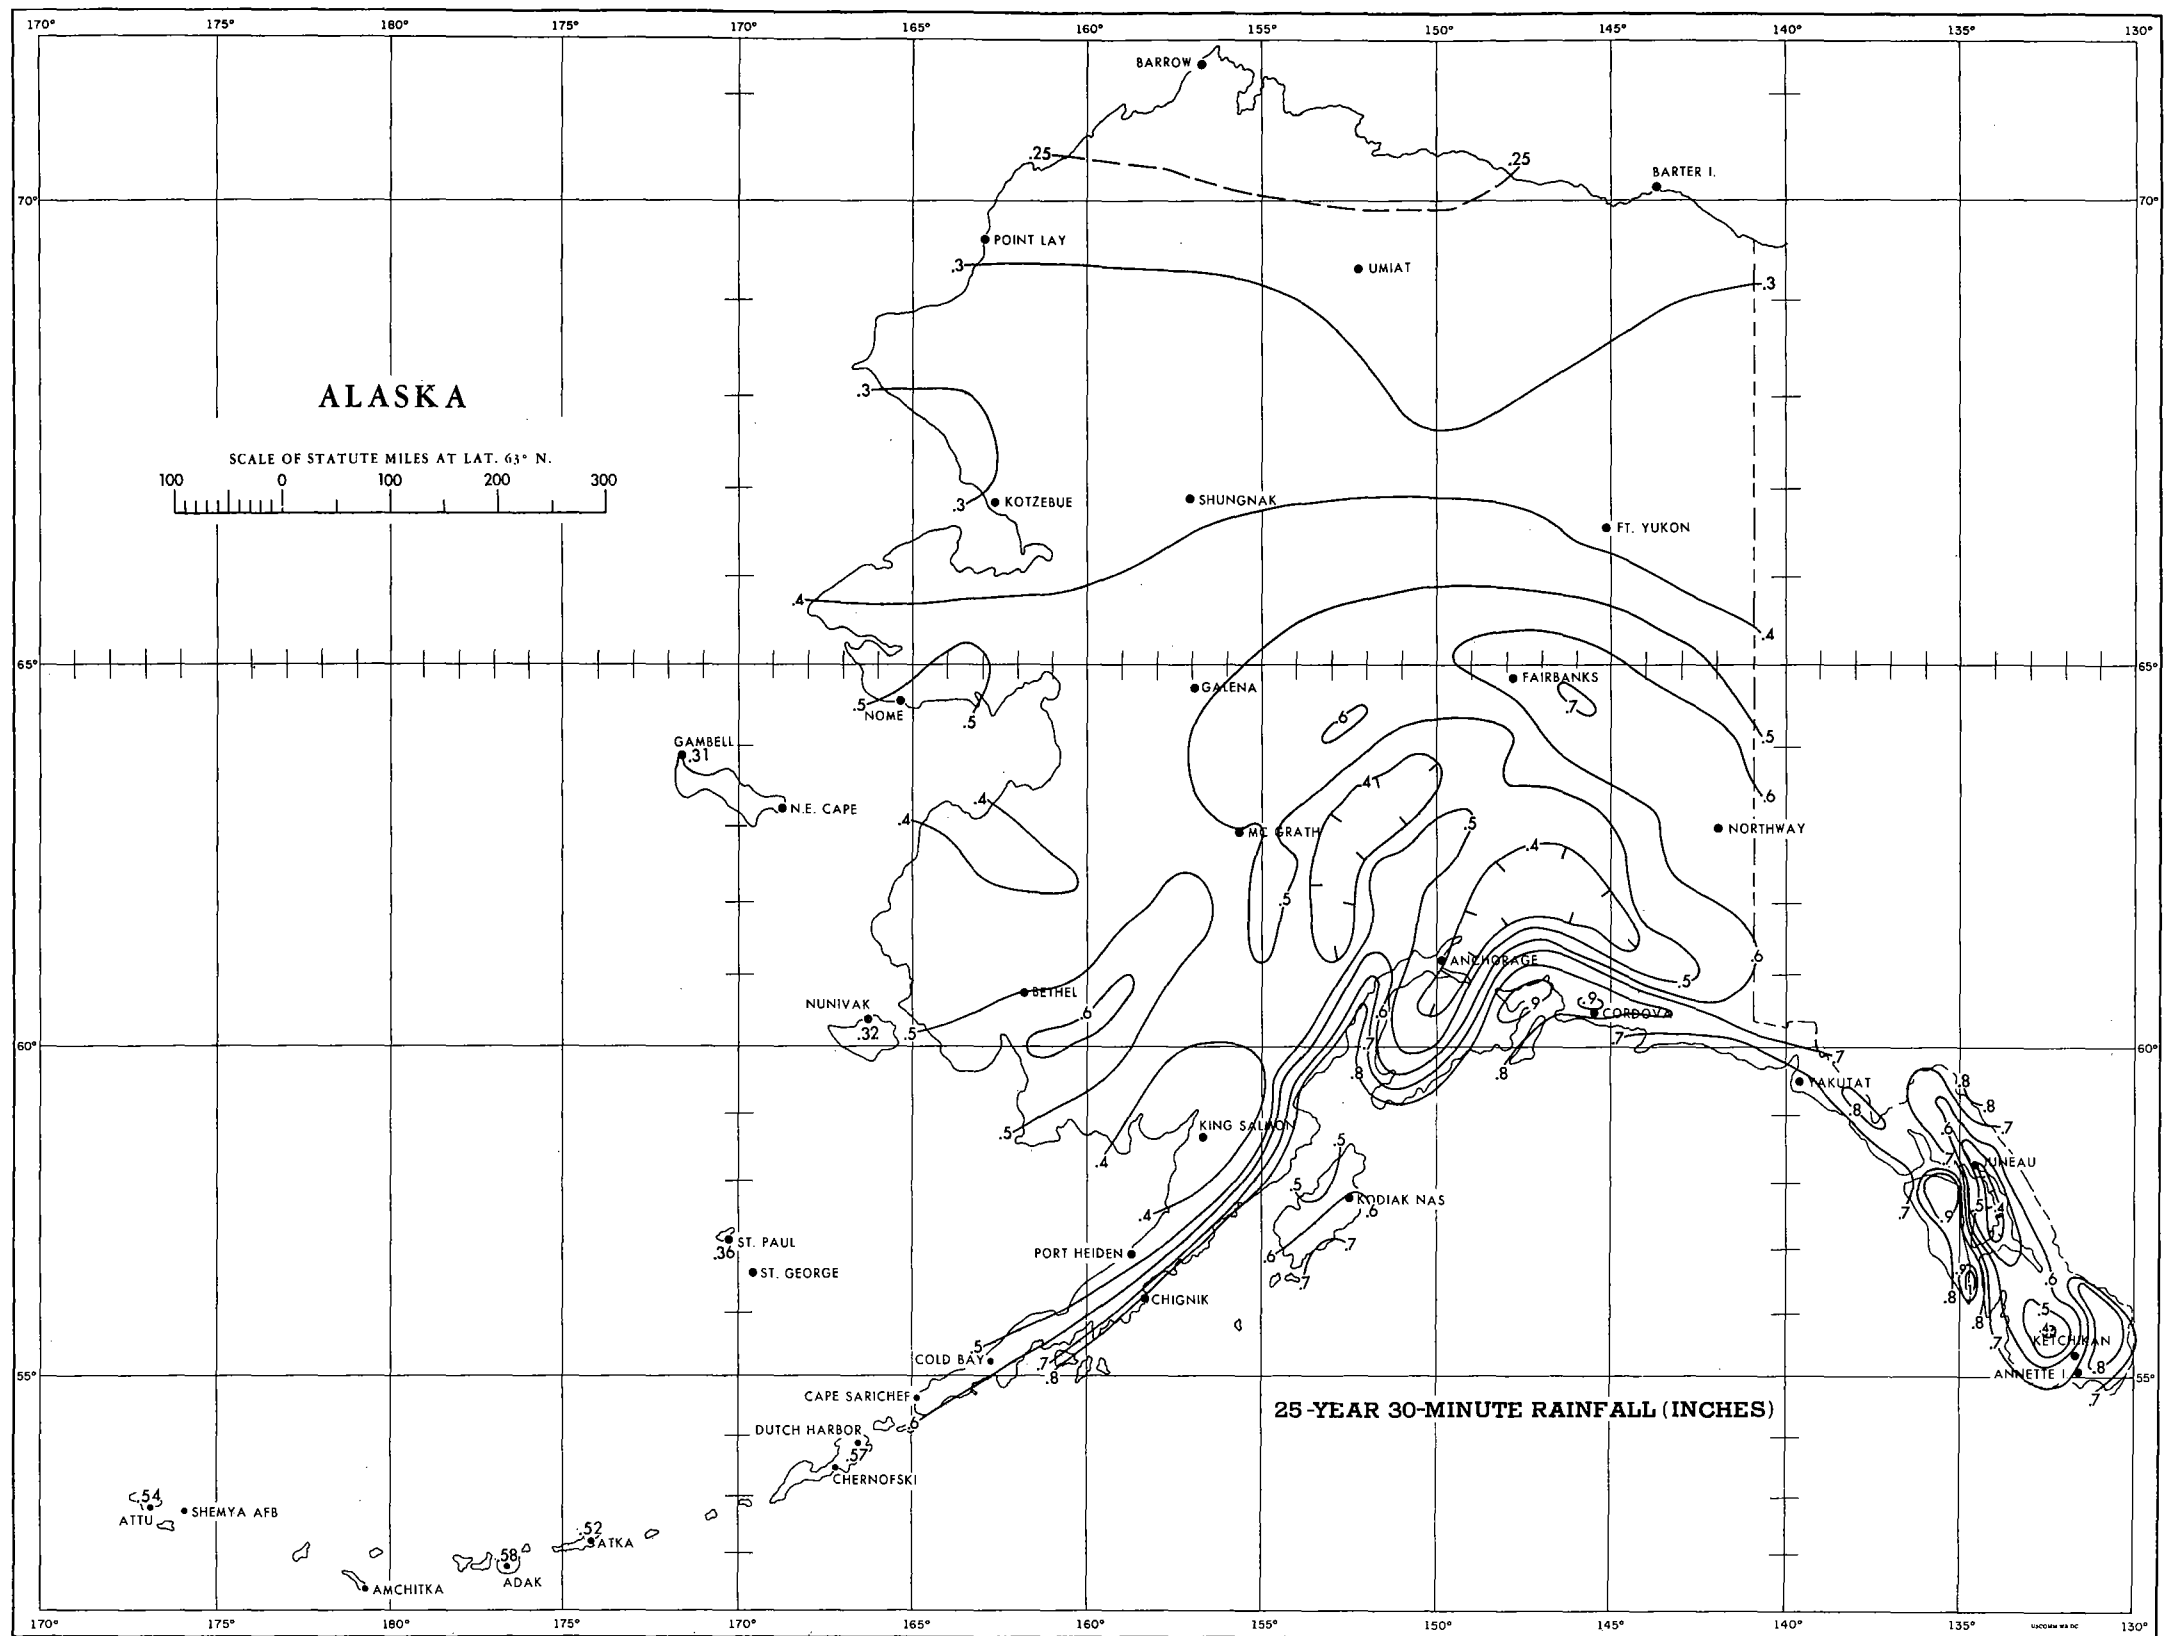 170° 175° 180° 175° 170° 165° 160° 155° 150° 145° 140° 135° 130°
BARROW
.25 .25
BARTER I.
70° 70°
POINT LAY
.3 UMIAT .3
ALASKA
.3
SCALE OF STATUTE MILES AT LAT. 63° N.
100 0 100 200 300
.3 KOTZEBUE
SHUNGNAK
FT. YUKON
.4 .4
65° 65°
GALENA
FAIRBANKS
.5 NOME .5
.6 .7
.5
GAMBELL
.31
N.E. CAPE
.4 .4
.4
.6
MC GRATH
.5
.4
NORTHWAY
.5
ANCHORAGE
.5
.6
NUNIVAK
.32
BETHEL
.5
.6
.6
.9
.9
CORDOVA
60° 60°
.7
.8
.8
.7
.7
YAKUTAT
.8
.8
.8
.7
.6
.5
KING SALMON
.4
.5
.5
.7
JUNEAU
KODIAK NAS
.6
.4
.6
.7
.7
.7
.9
.5
.4
ST. PAUL
.36
ST. GEORGE
PORT HEIDEN
CHIGNIK
.9
.8
.6
.8
.5
.7
KETCHIKAN
.5
COLD BAY
.7
.8
ANNETTE I.
.8
.7
55° 55°
CAPE SARICHEF
.6
25-YEAR 30-MINUTE RAINFALL (INCHES)
DUTCH HARBOR
.57
CHERNOFSKI
.54
ATTU
SHEMYA AFB
.52
ATKA
.58
ADAK
AMCHITKA
170° 175° 180° 175° 170° 165° 160° 155° 150° 145° 140° 135° 130°